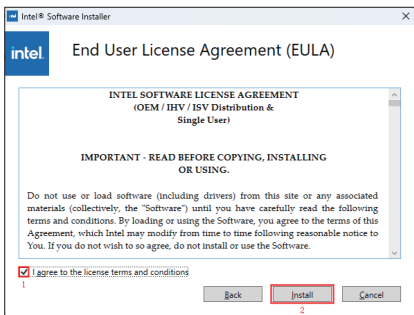 Intel® Software Installer
intel.
End User License Agreement (EULA)
INTEL SOFTWARE LICENSE AGREEMENT
(OEM / IHV / ISV Distribution &
Single User)
IMPORTANT - READ BEFORE COPYING, INSTALLING
OR USING.
Do not use or load software (including drivers) from this site or any associated
materials (collectively, the "Software") until you have carefully read the following
terms and conditions. By loading or using the Software, you agree to the terms of this
Agreement, which Intel may modify from time to time following reasonable notice to
You. If you do not wish to so agree, do not install or use the Software.
I agree to the license terms and conditions
1
Back
Install
Cancel
2